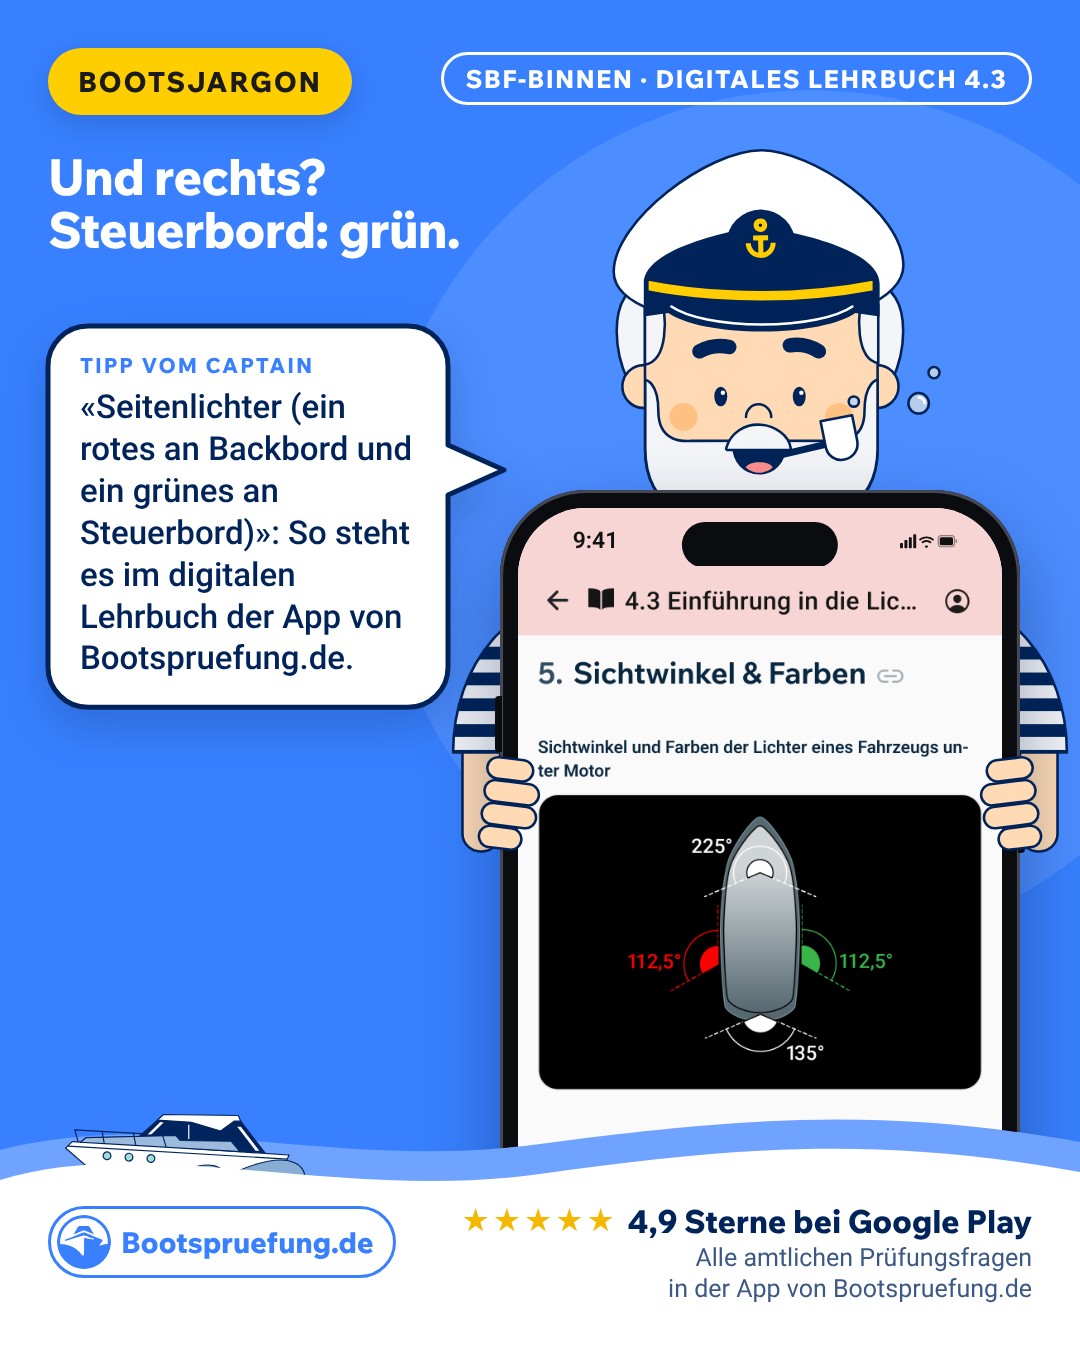 BOOTSJARGON
SBF-BINNEN · DIGITALES LEHRBUCH 4.3
Und rechts?
Steuerbord: grün.
TIPP VOM CAPTAIN
«Seitenlichter (ein
rotes an Backbord und
ein grünes an
Steuerbord)»: So steht
es im digitalen
Lehrbuch der App von
Bootspruefung.de.
9:41
4.3 Einführung in die Lic...
5. Sichtwinkel & Farben
Sichtwinkel und Farben der Lichter eines Fahrzeugs un-
ter Motor
225°
112,5°
112,5°
135°
Bootspruefung.de
★★★★★ 4,9 Sterne bei Google Play
Alle amtlichen Prüfungsfragen
in der App von Bootspruefung.de